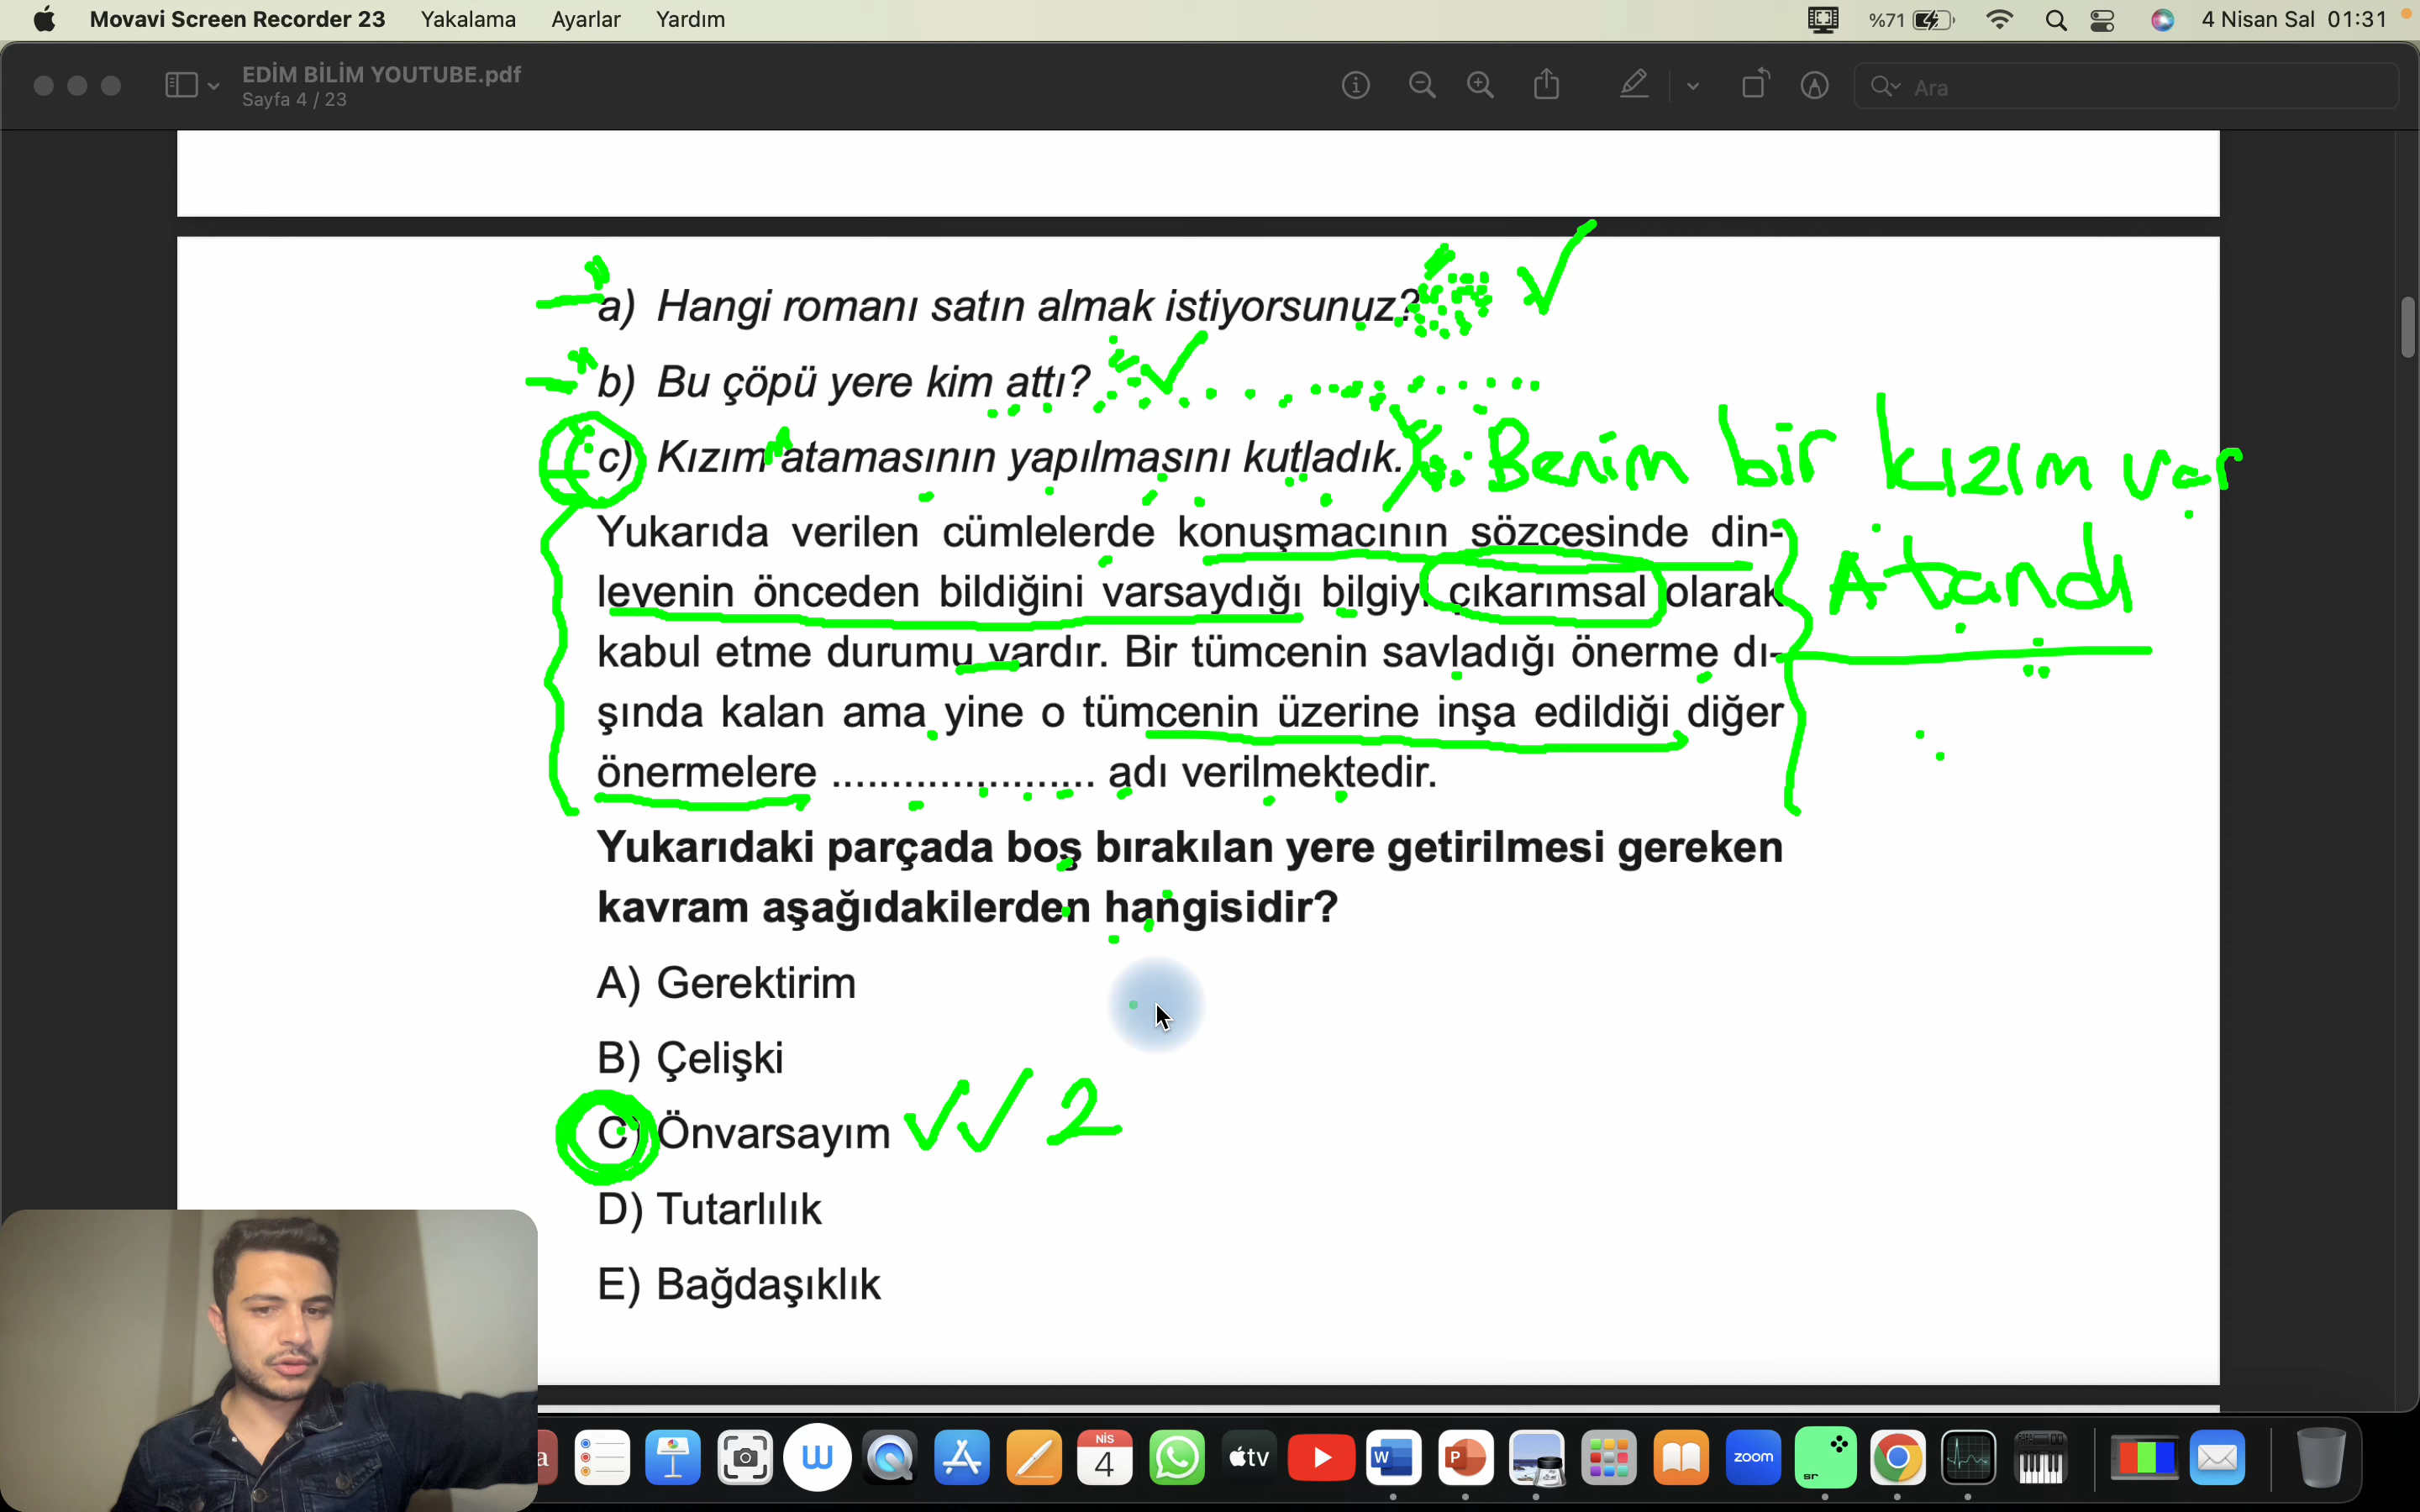 Movavi Screen Recorder 23 Yakalama Ayarlar Yardım %71 4 Nisan Sal 01:31
EDİM BİLİM YOUTUBE.pdf
Sayfa 4 / 23
Ara
a) Hangi romanı satın almak istiyorsunuz?
b) Bu çöpü yere kim attı?
c) Kızım atamasının yapılmasını kutladık. Benim bir kızım var
Yukarıda verilen cümlelerde konuşmacının sözcesinde din-
levenin önceden bildiğini varsaydığı bilgiyi çıkarımsal olarak Atandı
kabul etme durumu vardır. Bir tümcenin savladığı önerme dı-
şında kalan ama yine o tümcenin üzerine inşa edildiği diğer
önermelere ...................... adı verilmektedir.
Yukarıdaki parçada boş bırakılan yere getirilmesi gereken
kavram aşağıdakilerden hangisidir?
A) Gerektirim
B) Çelişki
C) Önvarsayım 2
D) Tutarlılık
E) Bağdaşıklık
a w NİS 4 tv W P zoom sr